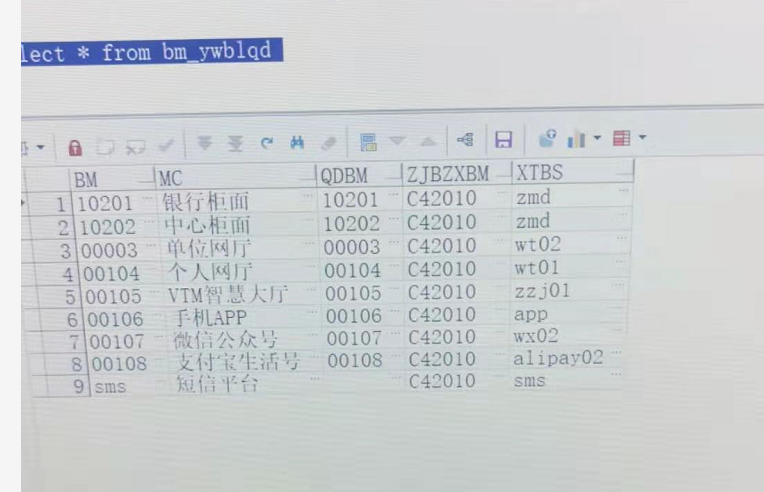 lect * from bm_ywblqd
BM MC QDBM ZJBZXBM XTBS
1 10201 银行柜面 10201 C42010 zmd
2 10202 中心柜面 10202 C42010 zmd
3 00003 单位网厅 00003 C42010 wt02
4 00104 个人网厅 00104 C42010 wt01
5 00105 VTM智慧大厅 00105 C42010 zzj01
6 00106 手机APP 00106 C42010 app
7 00107 微信公众号 00107 C42010 wx02
8 00108 支付宝生活号 00108 C42010 alipay02
9 sms 短信平台 C42010 sms